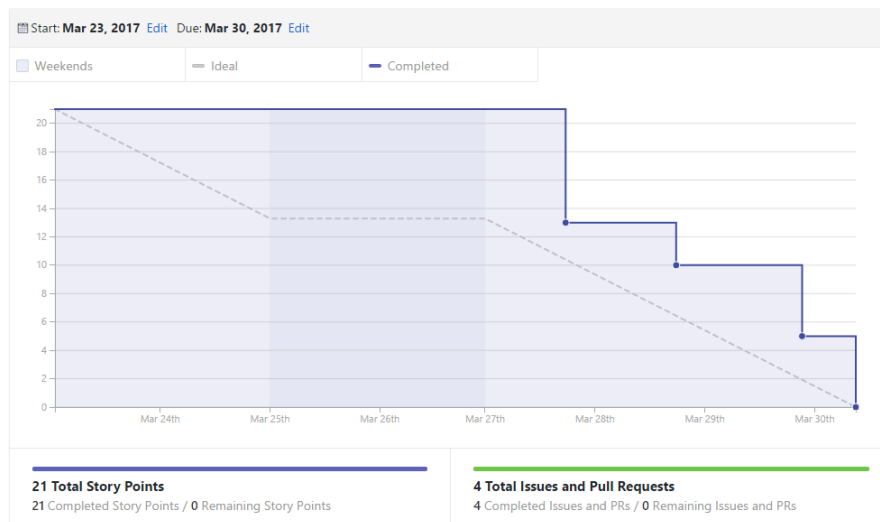 Start: Mar 23, 2017 Edit Due: Mar 30, 2017 Edit
Weekends Ideal Completed
20
18
16
14
12
10
8
6
4
2
0
Mar 24th Mar 25th Mar 26th Mar 27th Mar 28th Mar 29th Mar 30th
21 Total Story Points
21 Completed Story Points / 0 Remaining Story Points
4 Total Issues and Pull Requests
4 Completed Issues and PRs / 0 Remaining Issues and PRs